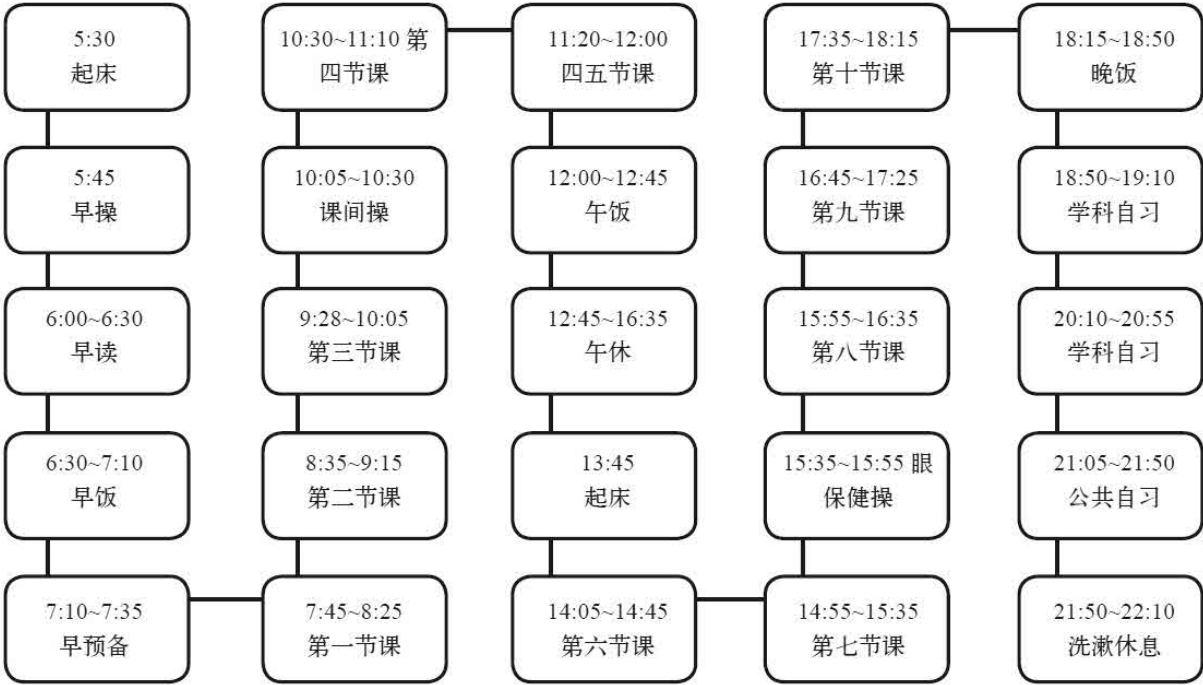 5:30
起床
5:45
早操
6:00~6:30
早读
6:30~7:10
早饭
7:10~7:35
早预备
7:45~8:25
第一节课
8:35~9:15
第二节课
9:28~10:05
第三节课
10:05~10:30
课间操
10:30~11:10 第
四节课
11:20~12:00
四五节课
12:00~12:45
午饭
12:45~16:35
午休
13:45
起床
14:05~14:45
第六节课
14:55~15:35
第七节课
15:35~15:55 眼
保健操
15:55~16:35
第八节课
16:45~17:25
第九节课
17:35~18:15
第十节课
18:15~18:50
晚饭
18:50~19:10
学科自习
20:10~20:55
学科自习
21:05~21:50
公共自习
21:50~22:10
洗漱休息